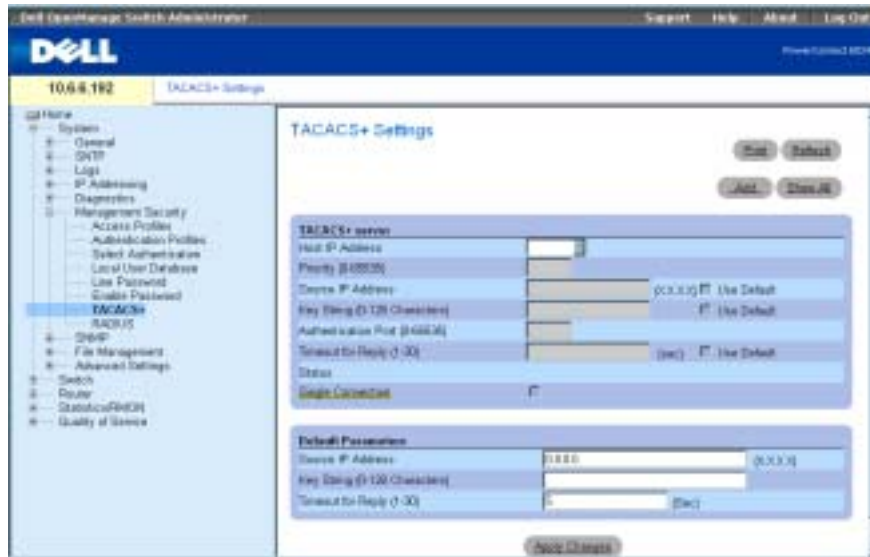 Dell OpenManage Switch Administrator
Support Help About Log Out
DELL
10.6.6.192
TACACS+ Settings
Home
System
General
SNTP
Logs
IP Addressing
Diagnostics
Management Security
Access Profiles
Authentication Profiles
Select Authentication
Local User Database
Line Password
Enable Password
TACACS+
RADIUS
SNMP
File Management
Advanced Settings
Switch
Router
Statistics/RMON
Quality of Service
TACACS+ Settings
Print Refresh
Add Show All
TACACS+ server
Host IP Address
Priority (0-65535)
Source IP Address (X.X.X.X) Use Default
Key String (0-128 Characters) Use Default
Authentication Port (0-65535)
Timeout for Reply (1-30) (sec) Use Default
Status
Single Connection
Default Parameters
Source IP Address 0.0.0.0 (X.X.X.X)
Key String (0-128 Characters)
Timeout for Reply (1-30) 5 (Sec)
Apply Changes